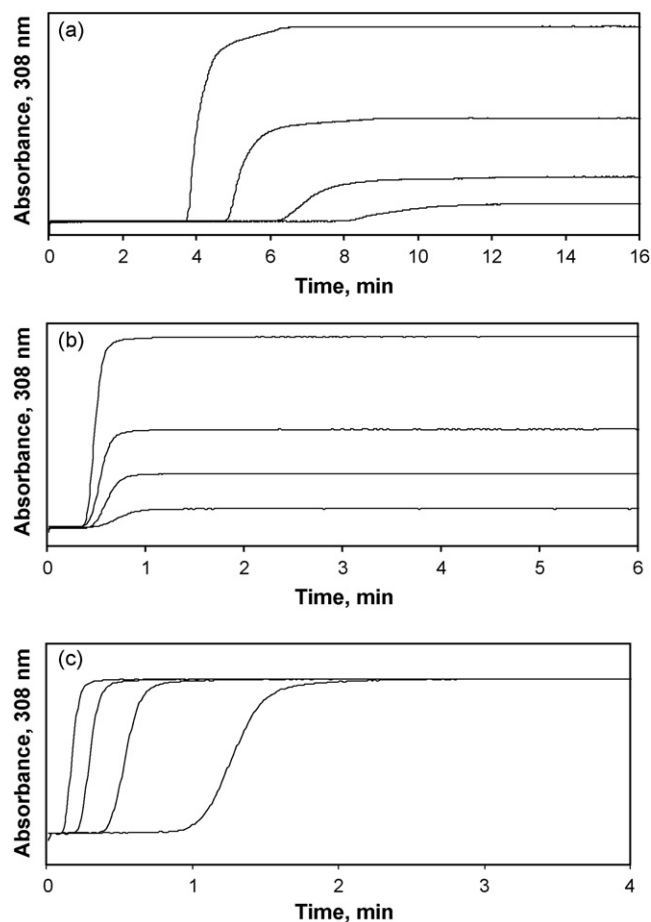 (a)
Absorbance, 308 nm
0 2 4 6 8 10 12 14 16
Time, min
(b)
Absorbance, 308 nm
0 1 2 3 4 5 6
Time, min
(c)
Absorbance, 308 nm
0 1 2 3 4
Time, min